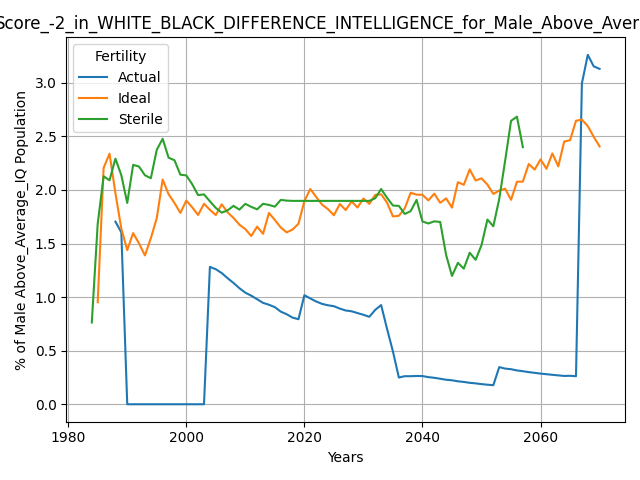 Score_-2_in_WHITE_BLACK_DIFFERENCE_INTELLIGENCE_for_Male_Above_Aver
Fertility
Actual
Ideal
Sterile
% of Male Above_Average_IQ Population
3.0
2.5
2.0
1.5
1.0
0.5
0.0
1980
2000
2020
2040
2060
Years